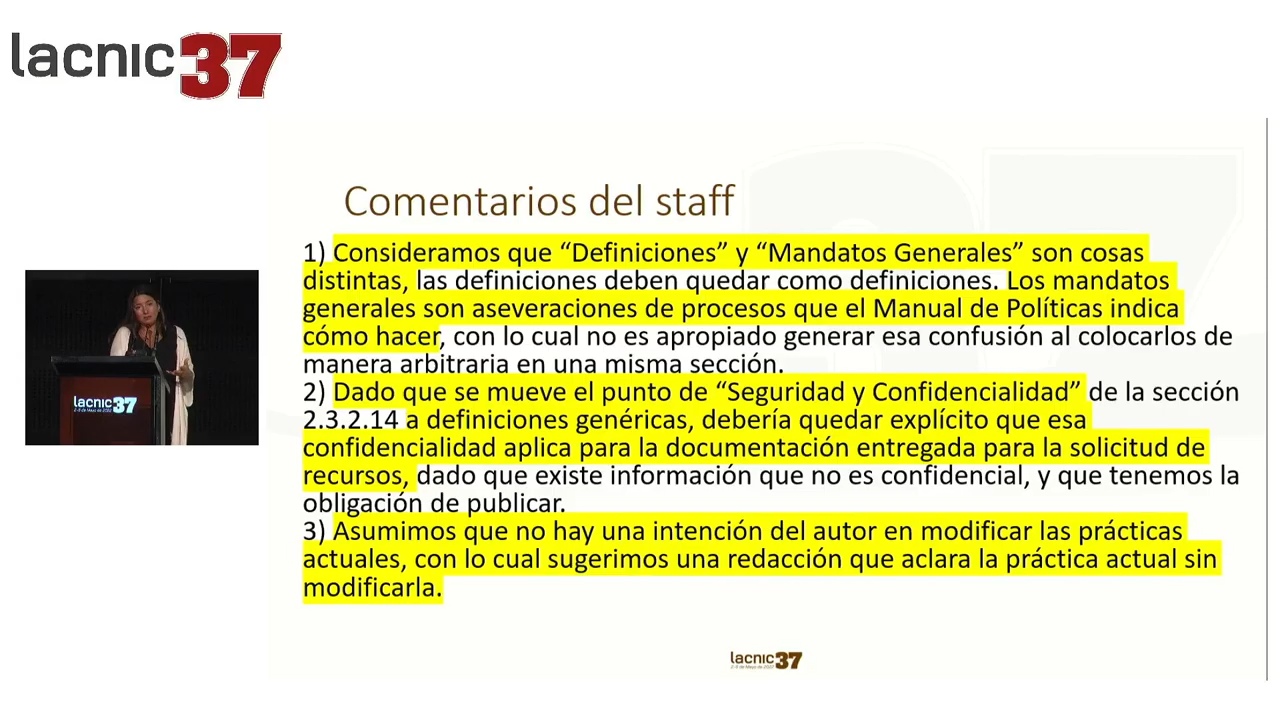 lacnic 37
Comentarios del staff
1) Consideramos que “Definiciones” y “Mandatos Generales” son cosas
distintas, las definiciones deben quedar como definiciones. Los mandatos
generales son aseveraciones de procesos que el Manual de Políticas indica
cómo hacer, con lo cual no es apropiado generar esa confusión al colocarlos de
manera arbitraria en una misma sección.
2) Dado que se mueve el punto de “Seguridad y Confidencialidad” de la sección
2.3.2.14 a definiciones genéricas, debería quedar explícito que esa
confidencialidad aplica para la documentación entregada para la solicitud de
recursos, dado que existe información que no es confidencial, y que tenemos la
obligación de publicar.
3) Asumimos que no hay una intención del autor en modificar las prácticas
actuales, con lo cual sugerimos una redacción que aclara la práctica actual sin
modificarla.
lacnic 37
lacnic 37